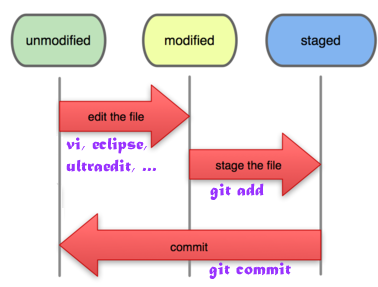 unmodified
modified
staged
edit the file
vi, eclipse,
ultraedit, ...
stage the file
git add
commit
git commit